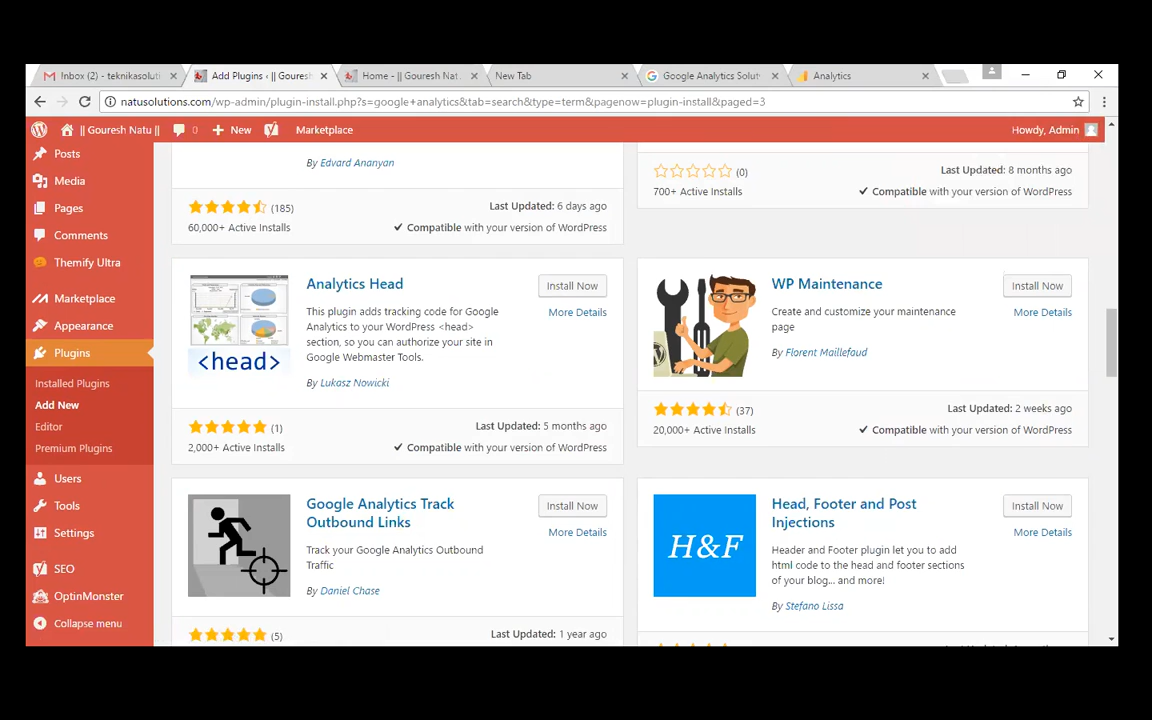 Inbox (2) - teknikasoluti
Add Plugins ‹ || Gouresh
Home - || Gouresh Nat
New Tab
Google Analytics Solut
Analytics
natusolutions.com/wp-admin/plugin-install.php?s=google+analytics&tab=search&type=term&pagenow=plugin-install&paged=3
|| Gouresh Natu ||
0
New
Marketplace
Howdy, Admin
Posts
Media
Pages
Comments
Themify Ultra
Marketplace
Appearance
Plugins
Installed Plugins
Add New
Editor
Premium Plugins
Users
Tools
Settings
SEO
OptinMonster
Collapse menu
By Edvard Ananyan
(185)
Last Updated: 6 days ago
60,000+ Active Installs
Compatible with your version of WordPress
(0)
Last Updated: 8 months ago
700+ Active Installs
Compatible with your version of WordPress
<head>
Analytics Head
Install Now
More Details
This plugin adds tracking code for Google
Analytics to your WordPress <head>
section, so you can authorize your site in
Google Webmaster Tools.
By Lukasz Nowicki
(1)
Last Updated: 5 months ago
2,000+ Active Installs
Compatible with your version of WordPress
WP Maintenance
Install Now
More Details
Create and customize your maintenance
page
By Florent Maillefaud
(37)
Last Updated: 2 weeks ago
20,000+ Active Installs
Compatible with your version of WordPress
Google Analytics Track
Outbound Links
Install Now
More Details
Track your Google Analytics Outbound
Traffic
By Daniel Chase
(5)
Last Updated: 1 year ago
H&F
Head, Footer and Post
Injections
Install Now
More Details
Header and Footer plugin let you to add
html code to the head and footer sections
of your blog... and more!
By Stefano Lissa